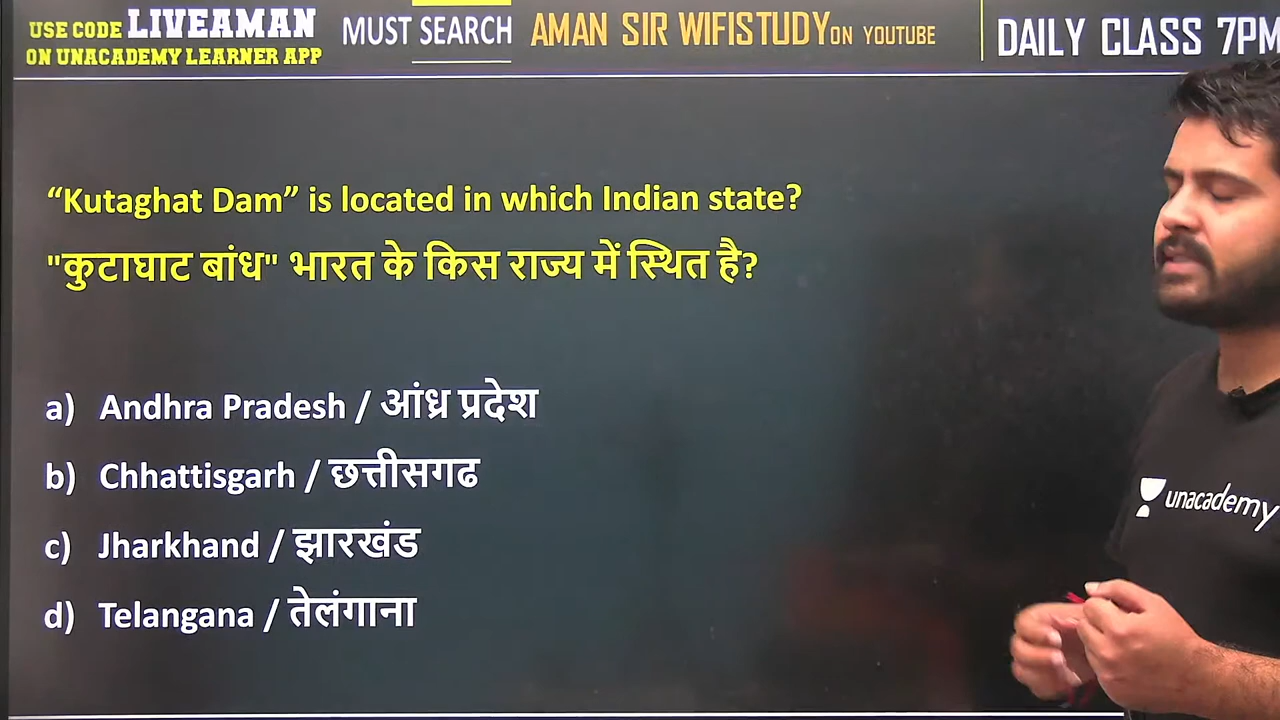 USE CODE LIVEAMAN
ON UNACADEMY LEARNER APP
MUST SEARCH
AMAN SIR WIFISTUDY ON YOUTUBE
DAILY CLASS 7PM
“Kutaghat Dam” is located in which Indian state?
"कुटाघाट बांध" भारत के किस राज्य में स्थित है?
a) Andhra Pradesh / आंध्र प्रदेश
b) Chhattisgarh / छत्तीसगढ
c) Jharkhand / झारखंड
d) Telangana / तेलंगाना
unacademy